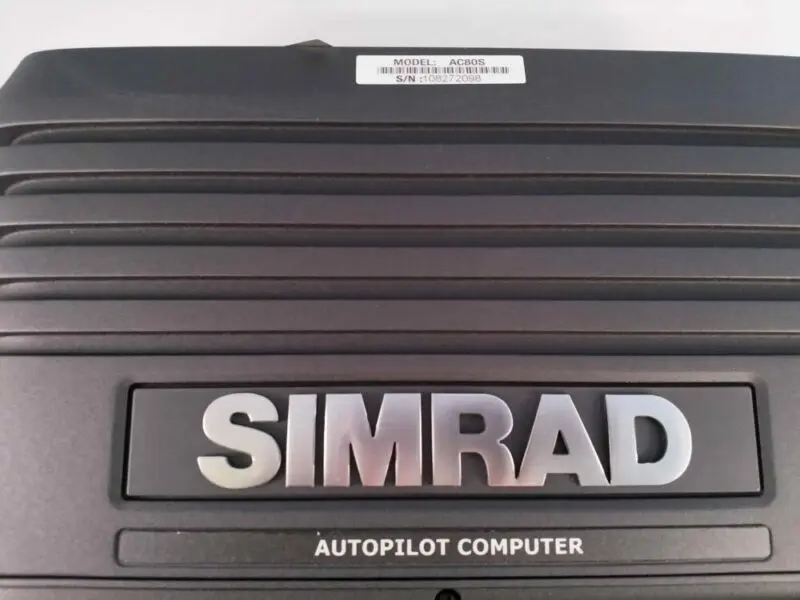 MODEL: AC80S
S/N :108272098
SIMRAD
AUTOPILOT COMPUTER